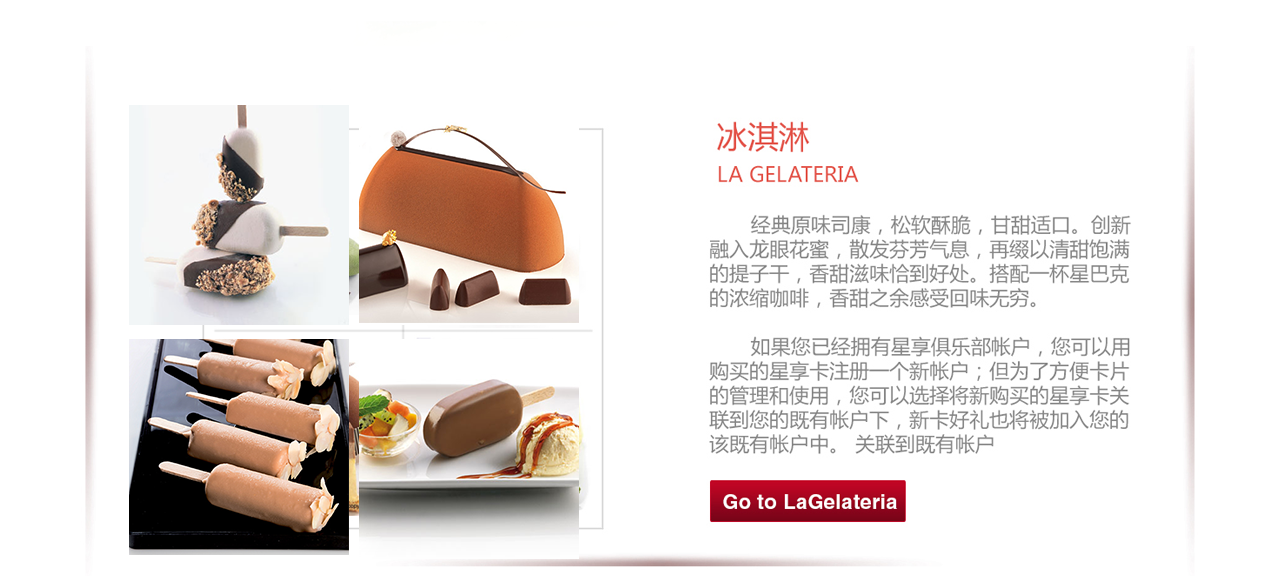 冰淇淋
LA GELATERIA
经典原味司康，松软酥脆，甘甜适口。创新
融入龙眼花蜜，散发芬芳气息，再缀以清甜饱满
的提子干，香甜滋味恰到好处。搭配一杯星巴克
的浓缩咖啡，香甜之余感受回味无穷。
如果您已经拥有星享俱乐部帐户，您可以用
购买的星享卡注册一个新帐户；但为了方便卡片
的管理和使用，您可以选择将新购买的星享卡关
联到您的既有帐户下，新卡好礼也将被加入您的
该既有帐户中。 关联到既有帐户
Go to LaGelateria